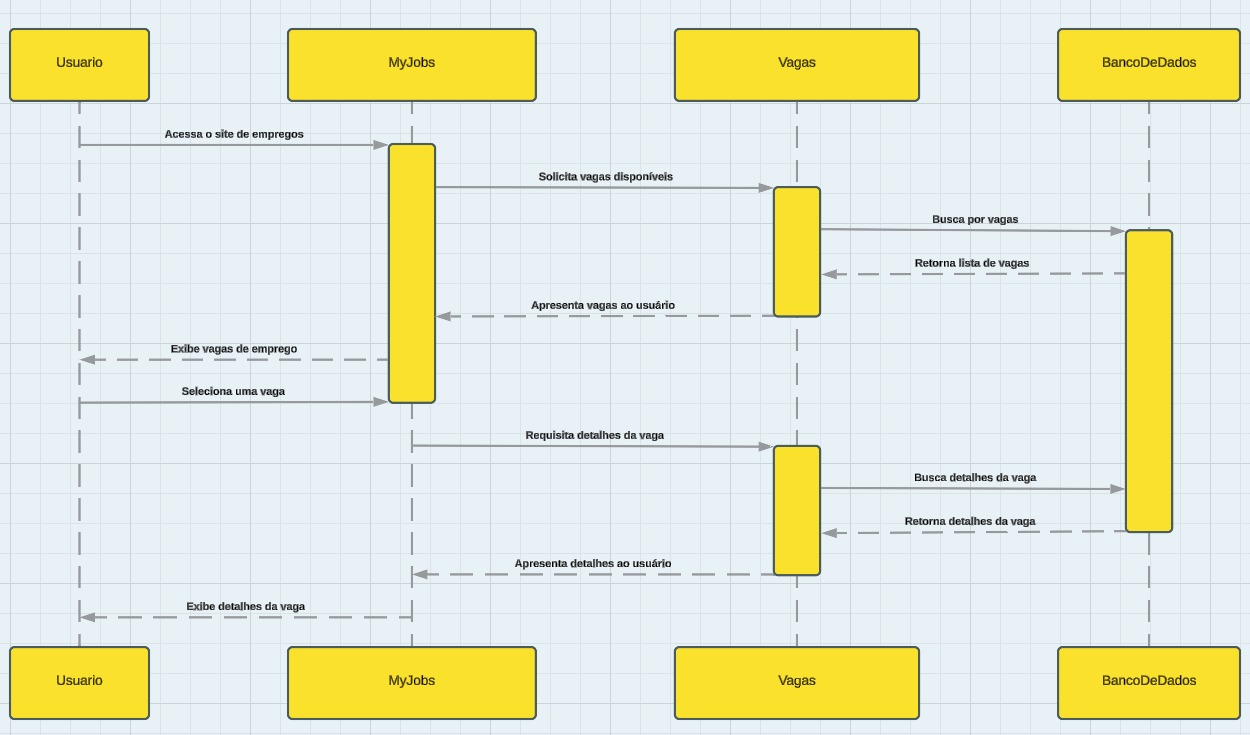 Usuario
MyJobs
Vagas
BancoDeDados
Acessa o site de empregos
Solicita vagas disponíveis
Busca por vagas
Retorna lista de vagas
Apresenta vagas ao usuário
Exibe vagas de emprego
Seleciona uma vaga
Requisita detalhes da vaga
Busca detalhes da vaga
Retorna detalhes da vaga
Apresenta detalhes ao usuário
Exibe detalhes da vaga
Usuario
MyJobs
Vagas
BancoDeDados